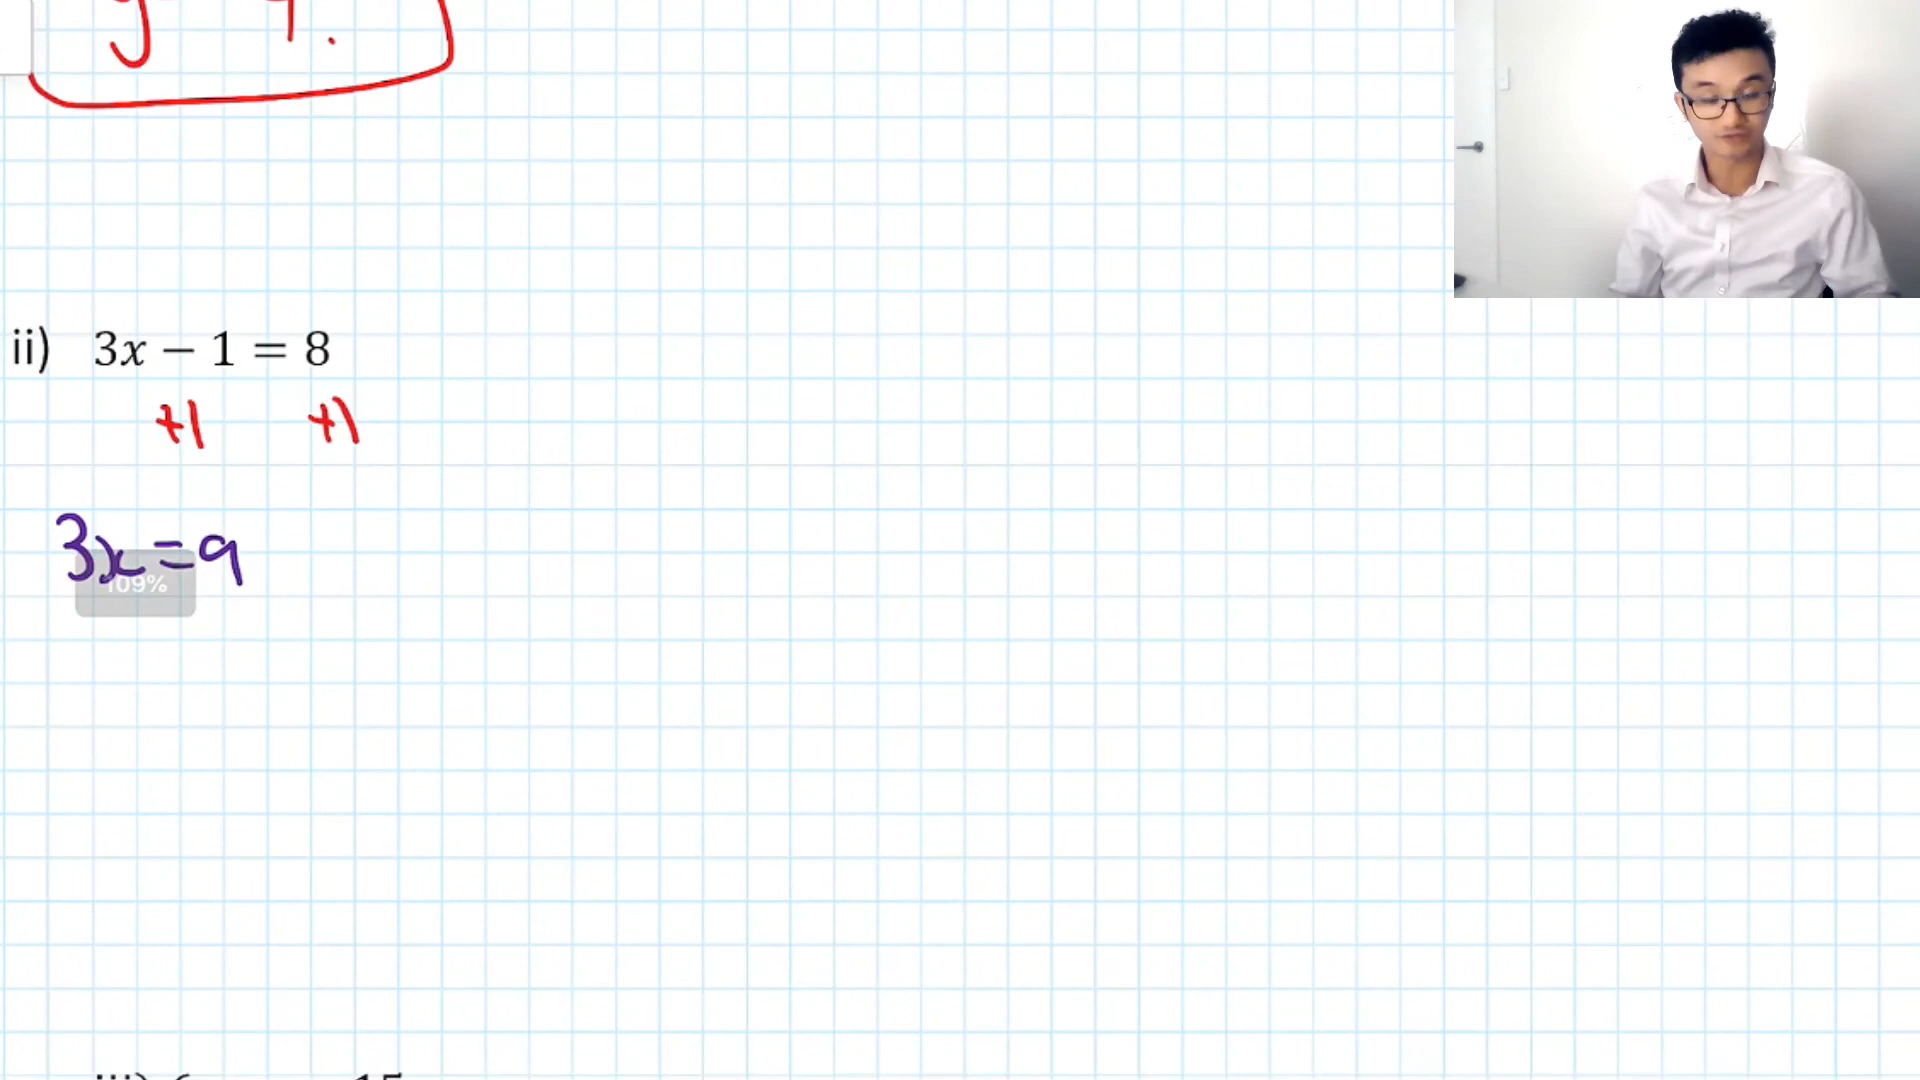 ii) 3x − 1 = 8
+1 +1
3x = 9
109%